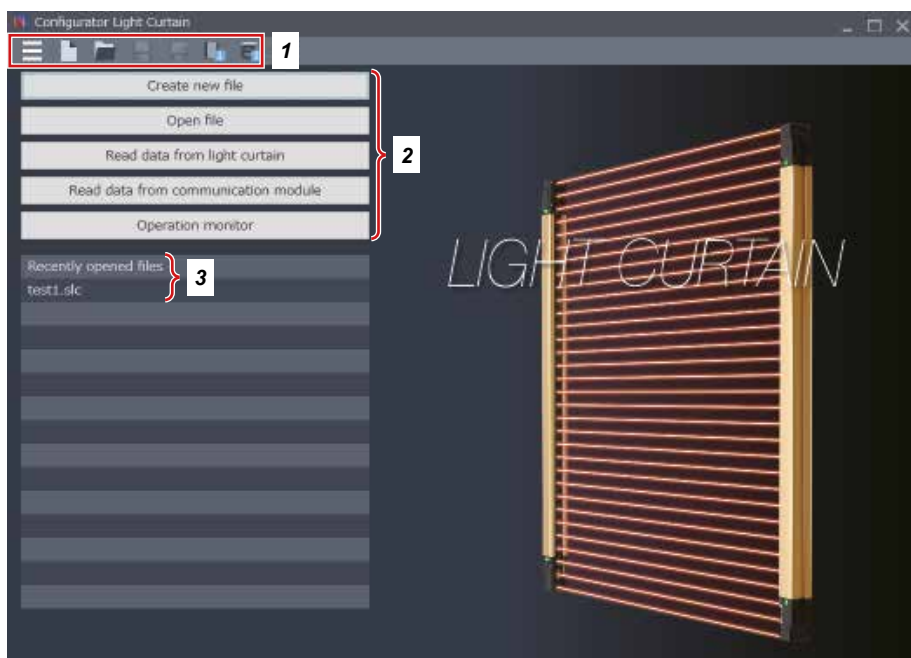 Configurator Light Curtain
1
Create new file
Open file
Read data from light curtain
Read data from communication module
Operation monitor
2
Recently opened files
test1.slc
3
LIGHT CURTAIN